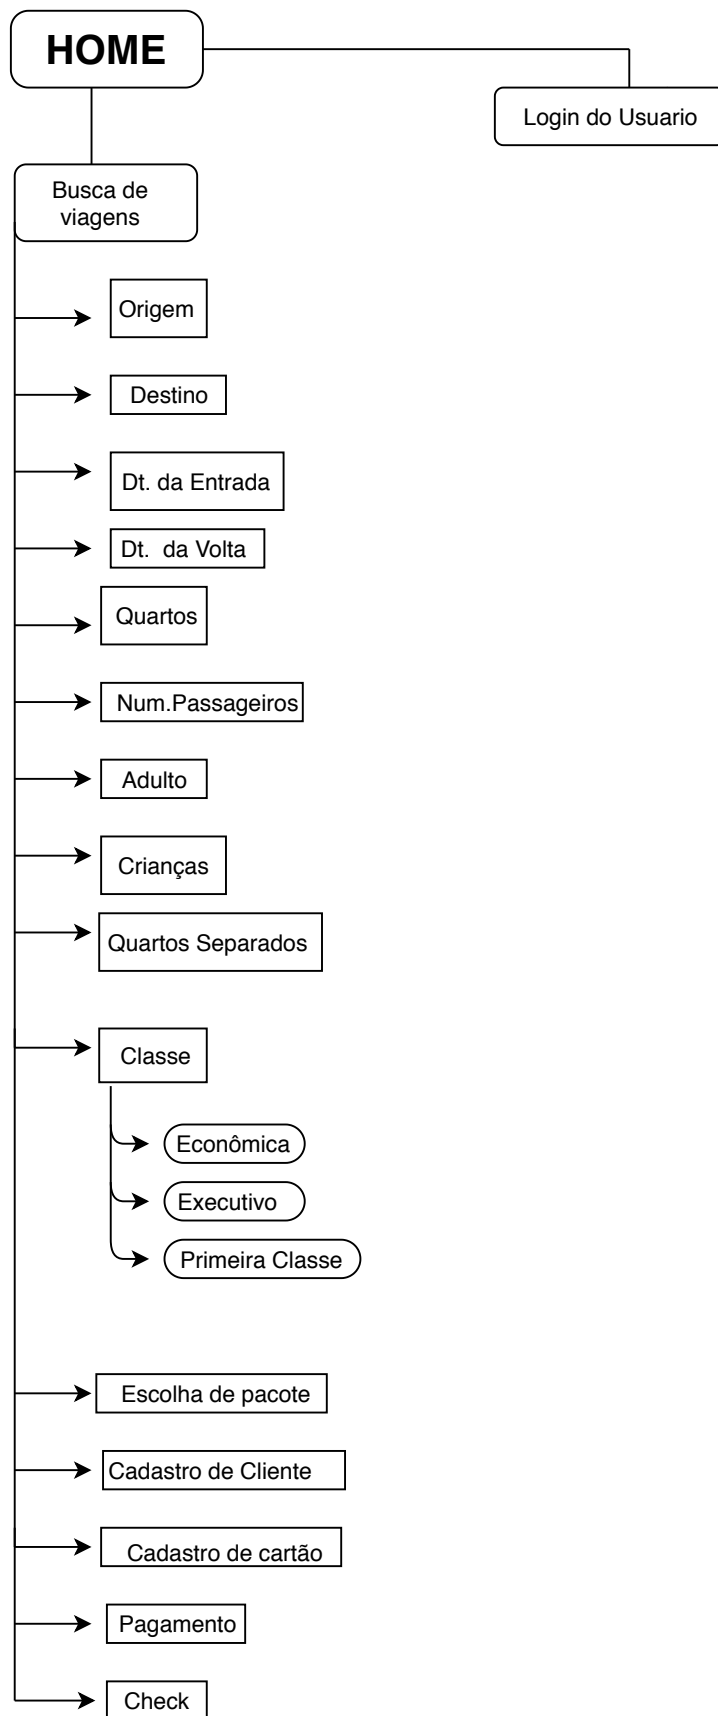 HOME
Login do Usuario
Busca de
viagens
Origem
Destino
Dt. da Entrada
Dt.  da Volta
Quartos
Num.Passageiros
Adulto
Crianças
Quartos Separados
Classe
Econômica
Executivo
Primeira Classe
Escolha de pacote
Cadastro de Cliente
Cadastro de cartão
Pagamento
Check